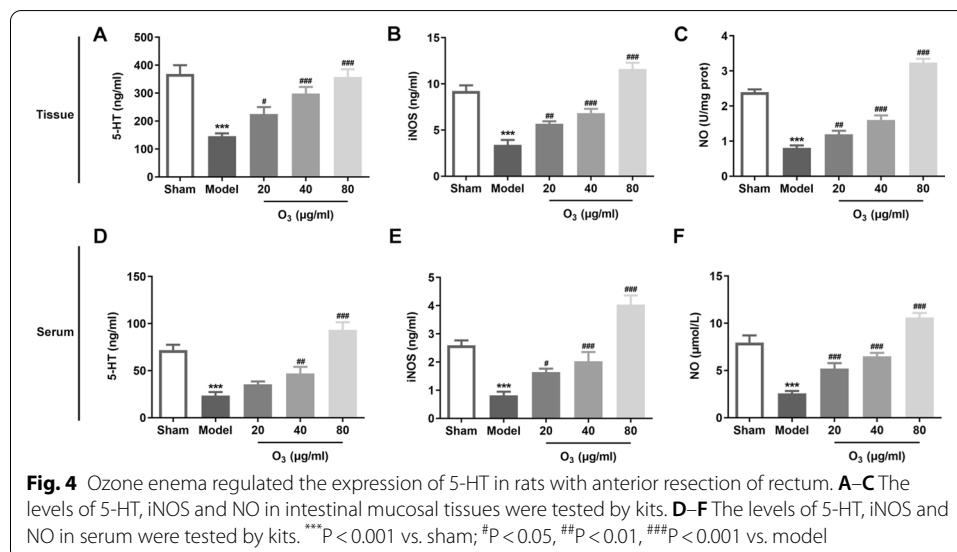 A
B
C
Tissue
5-HT (ng/ml)
500
400
300
200
100
0
***
#
###
###
Sham Model 20 40 80
O₃ (μg/ml)
iNOS (ng/ml)
15
10
5
0
***
##
###
###
Sham Model 20 40 80
O₃ (μg/ml)
NO (U/mg prot)
4
3
2
1
0
***
##
###
###
Sham Model 20 40 80
O₃ (μg/ml)
D
E
F
Serum
5-HT (ng/ml)
150
100
50
0
***
##
###
Sham Model 20 40 80
O₃ (μg/ml)
iNOS (ng/ml)
5
4
3
2
1
0
***
#
###
###
Sham Model 20 40 80
O₃ (μg/ml)
NO (μmol/L)
15
10
5
0
***
###
###
###
Sham Model 20 40 80
O₃ (μg/ml)
Fig. 4 Ozone enema regulated the expression of 5-HT in rats with anterior resection of rectum. A–C The
levels of 5-HT, iNOS and NO in intestinal mucosal tissues were tested by kits. D–F The levels of 5-HT, iNOS and
NO in serum were tested by kits. ***P < 0.001 vs. sham; #P < 0.05, ##P < 0.01, ###P < 0.001 vs. model